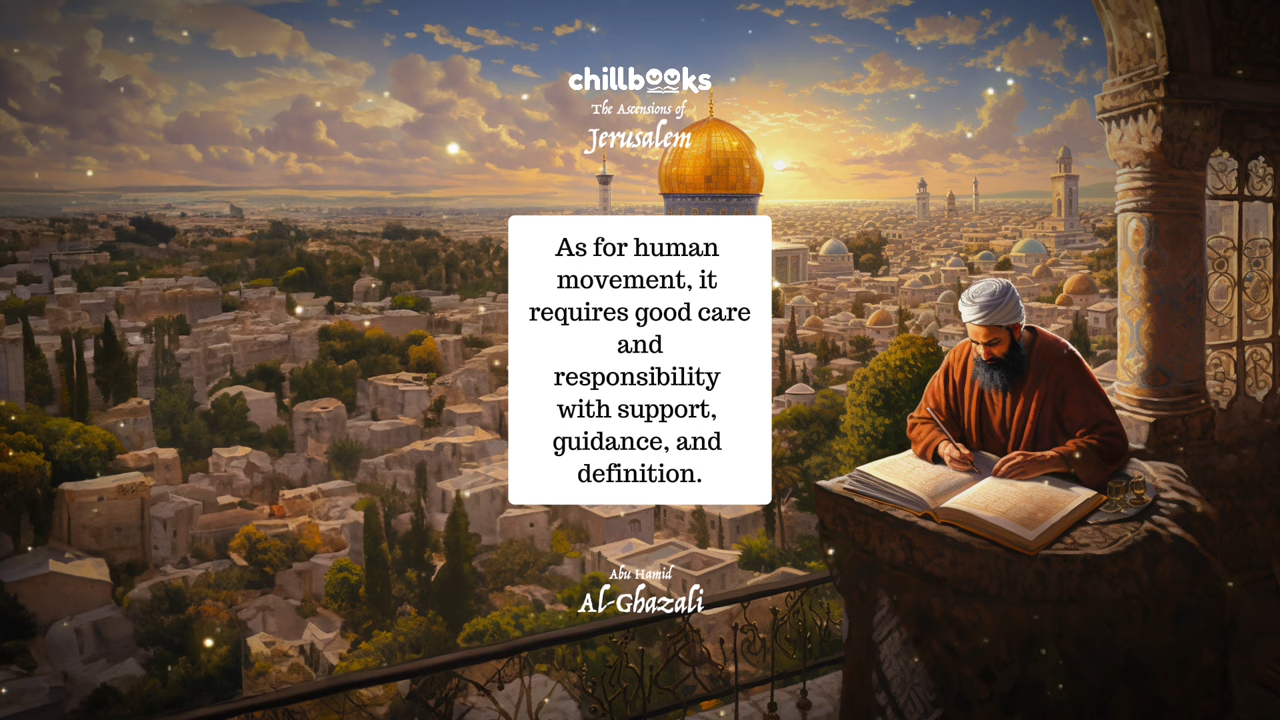 chillbooks
The Ascensions of
Jerusalem
As for human
movement, it
requires good care
and
responsibility
with support,
guidance, and
definition.
Abu Hamid
Al-Ghazali